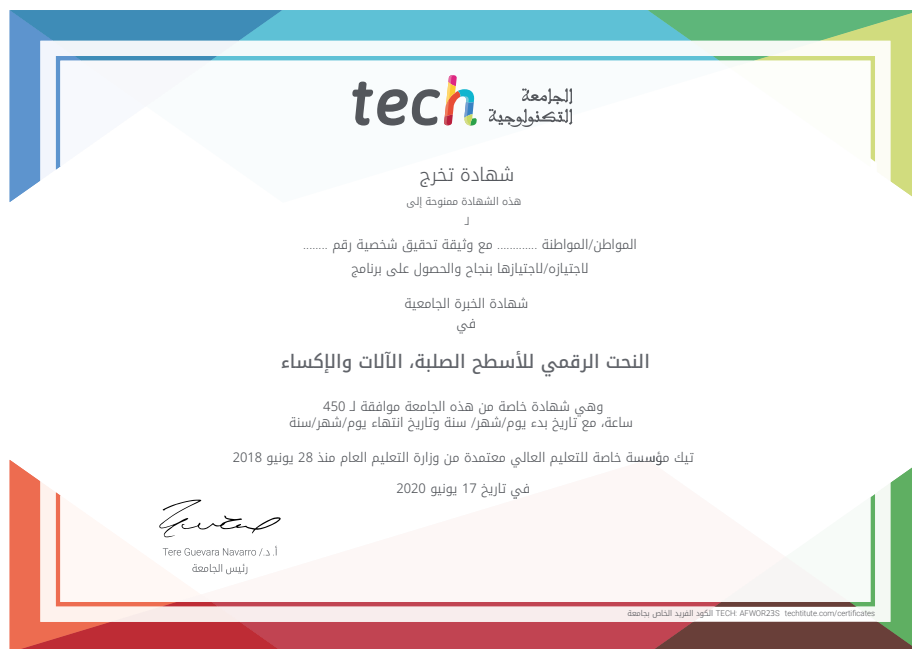 tech الجامعة
التكنولوجية
شهادة تخرج
هذه الشهادة ممنوحة إلى
لـ
المواطن/المواطنة ............. مع وثيقة تحقيق شخصية رقم ........
لاجتيازه/لاجتيازها بنجاح والحصول على برنامج
شهادة الخبرة الجامعية
في
النحت الرقمي للأسطح الصلبة، الآلات والإكساء
وهي شهادة خاصة من هذه الجامعة موافقة لـ 450
ساعة، مع تاريخ بدء يوم/شهر/ سنة وتاريخ انتهاء يوم/شهر/سنة
تيك مؤسسة خاصة للتعليم العالي معتمدة من وزارة التعليم العام منذ 28 يونيو 2018
في تاريخ 17 يونيو 2020
أ. د./ Tere Guevara Navarro
رئيس الجامعة
الكود الفريد الخاص بجامعة TECH: AFWOR23S techtitute.com/certificates